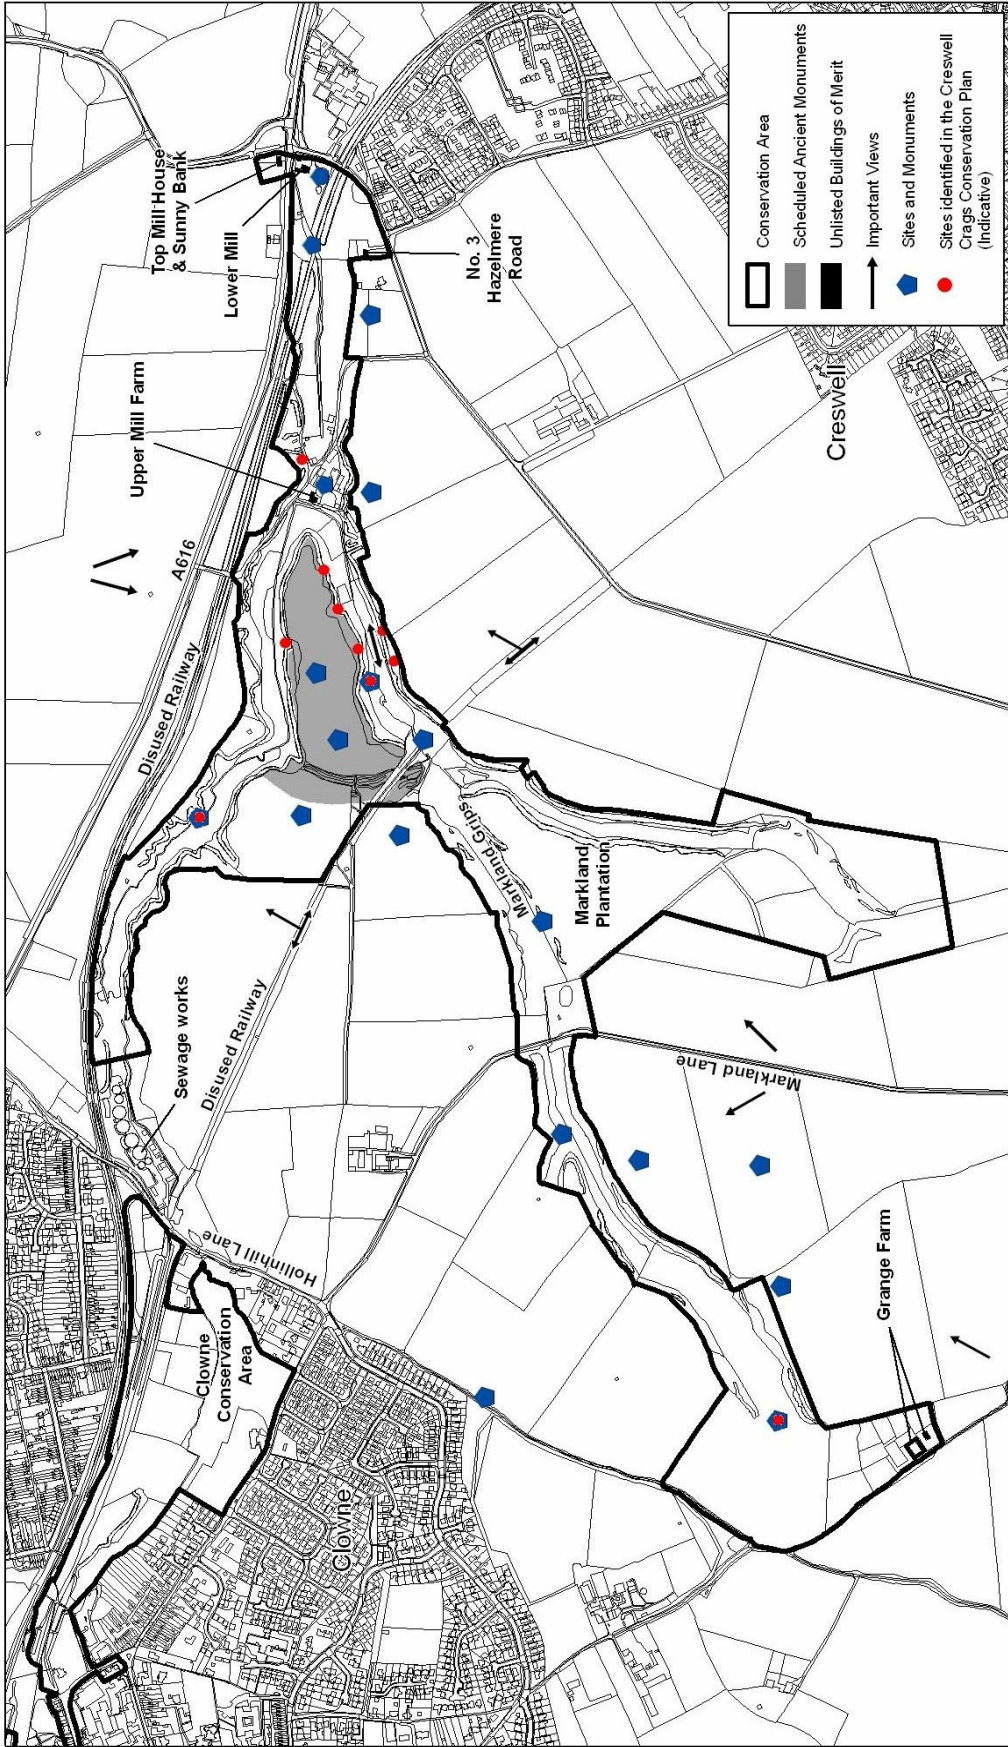 Top Mill House
& Sunny Bank
Lower Mill
Upper Mill Farm
A616
Disused Railway
No. 3
Hazelmere
Road
Creswell
Sewage works
Disused Railway
Markland Grips
Markland
Plantation
Markland Lane
Hollinhill Lane
Clowne
Conservation
Area
Clowne
Grange Farm
Conservation Area
Scheduled Ancient Monuments
Unlisted Buildings of Merit
Important Views
Sites and Monuments
Sites identified in the Creswell
Crags Conservation Plan
(Indicative)